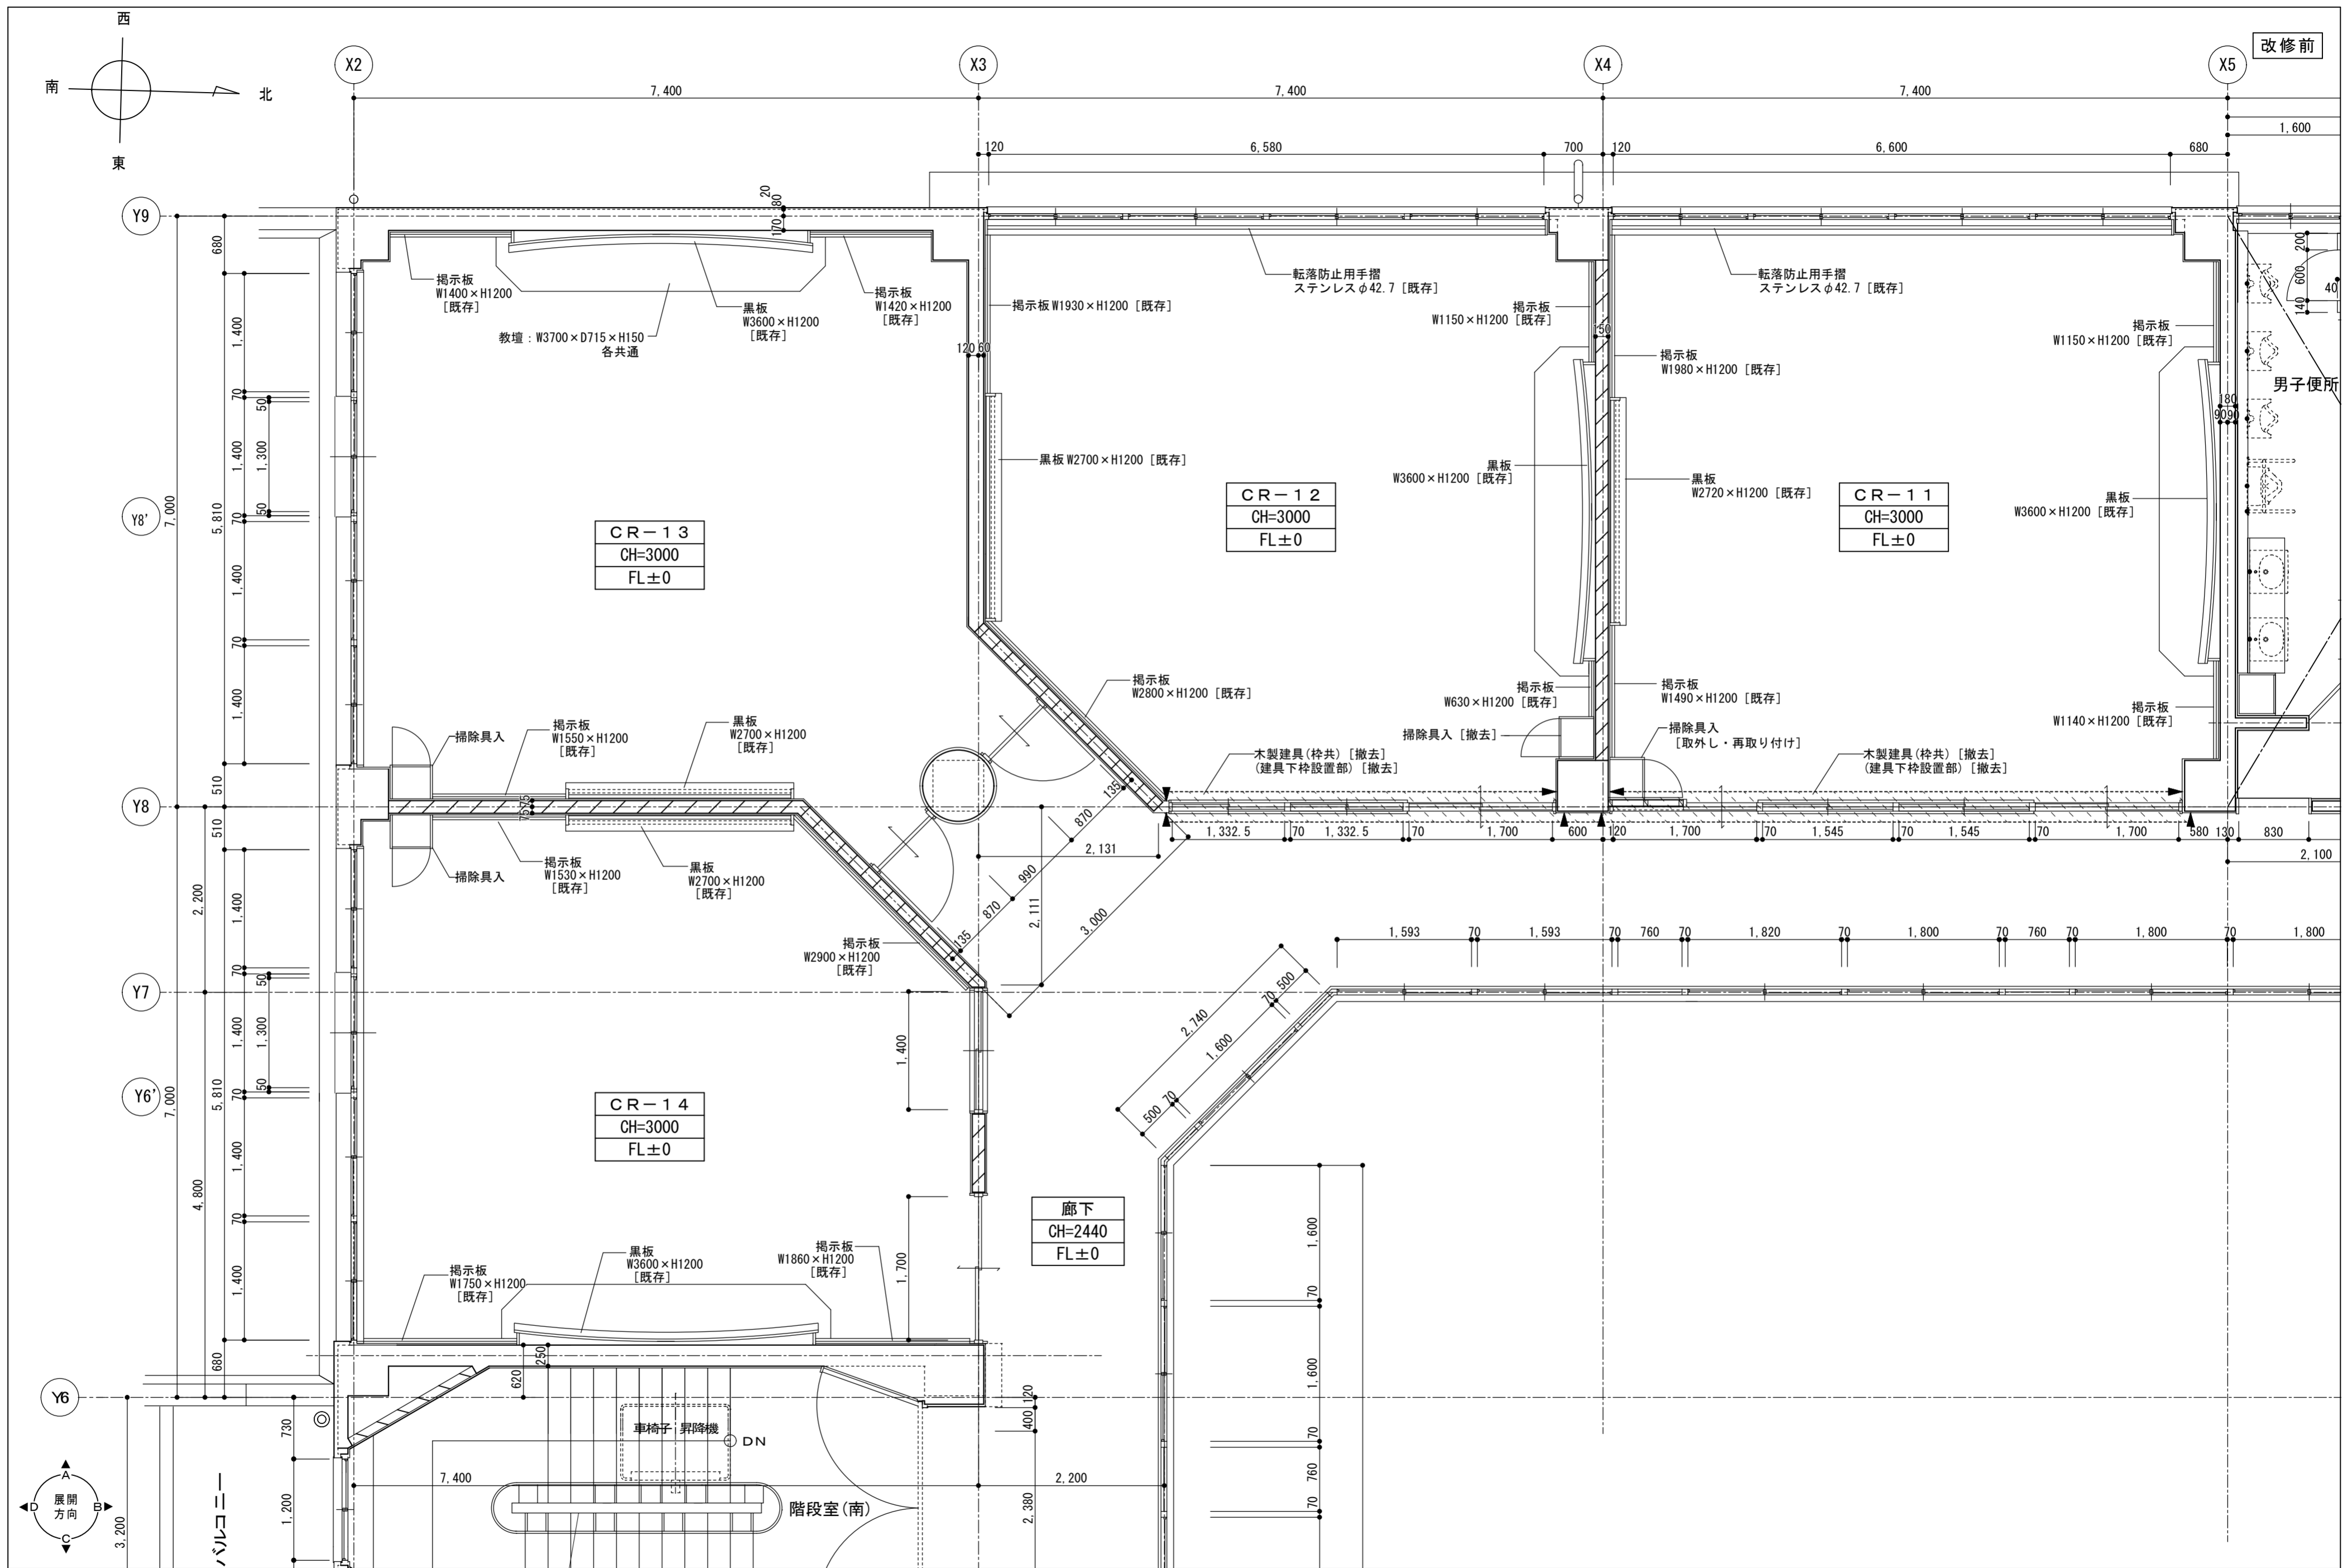 西
南
北
東
改修前
X2
X3
X4
X5
7,400
7,400
7,400
1,600
120
6,580
700
120
6,600
680
Y9
Y8'
Y8
Y7
Y6'
Y6
20
80
170
680
1,400
70
50
1,400
1,300
7,000
5,810
70
50
1,400
70
1,400
510
510
2,200
1,400
70
50
1,400
1,300
7,000
5,810
70
50
1,400
4,800
70
1,400
680
730
1,200
3,200
掲示板
W1400×H1200
[既存]
黒板
W3600×H1200
[既存]
掲示板
W1420×H1200
[既存]
教壇：W3700×D715×H150
各共通
120
60
CR－13
CH=3000
FL±0
掃除具入
掲示板
W1550×H1200
[既存]
黒板
W2700×H1200
[既存]
75
75
掃除具入
掲示板
W1530×H1200
[既存]
黒板
W2700×H1200
[既存]
掲示板
W2900×H1200
[既存]
掲示板W1930×H1200 [既存]
転落防止用手摺
ステンレスφ42.7 [既存]
掲示板
W1150×H1200 [既存]
黒板W2700×H1200 [既存]
黒板
W3600×H1200 [既存]
CR－12
CH=3000
FL±0
掲示板
W2800×H1200 [既存]
掲示板
W630×H1200 [既存]
掃除具入 [撤去]
木製建具(枠共) [撤去]
(建具下枠設置部) [撤去]
150
転落防止用手摺
ステンレスφ42.7 [既存]
掲示板
W1980×H1200 [既存]
掲示板
W1150×H1200 [既存]
黒板
W2720×H1200 [既存]
CR－11
CH=3000
FL±0
黒板
W3600×H1200 [既存]
掲示板
W1490×H1200 [既存]
掃除具入
[取外し・再取り付け]
掲示板
W1140×H1200 [既存]
木製建具(枠共) [撤去]
(建具下枠設置部) [撤去]
180
90
90
200
600
140
40
男子便所
1,332.5
70
1,332.5
70
1,700
600
120
1,700
70
1,545
70
1,545
70
1,700
580
130
830
2,100
2,131
135
870
990
870
135
3,000
2,111
1,593
70
1,593
70
760
70
1,820
70
1,800
70
760
70
1,800
70
1,800
2,740
500
70
1,600
70
500
1,400
1,700
CR－14
CH=3000
FL±0
廊下
CH=2440
FL±0
掲示板
W1750×H1200
[既存]
黒板
W3600×H1200
[既存]
掲示板
W1860×H1200
[既存]
250
620
120
400
2,380
1,600
70
1,600
70
760
70
車椅子 昇降機
DN
7,400
2,200
階段室(南)
バルコニー
A
D
展開
方向
B
C